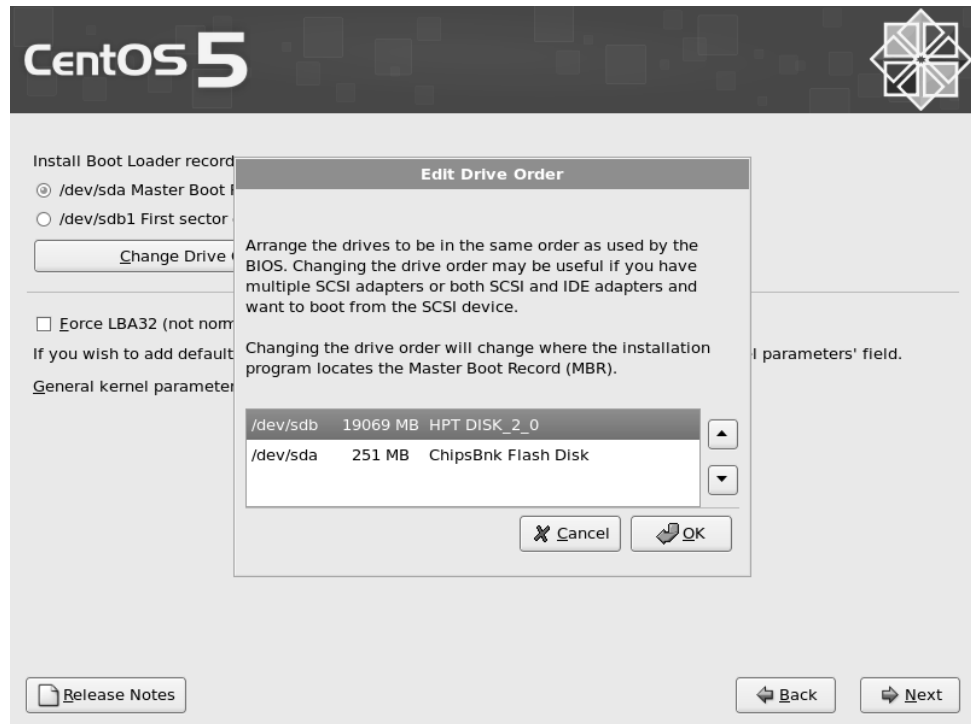 CentOS 5
Install Boot Loader record
/dev/sda Master Boot
/dev/sdb1 First sector
Change Drive
Force LBA32 (not
If you wish to add default
l parameters' field.
General kernel
Edit Drive Order
Arrange the drives to be in the same order as used by the
BIOS. Changing the drive order may be useful if you have
multiple SCSI adapters or both SCSI and IDE adapters and
want to boot from the SCSI device.
Changing the drive order will change where the installation
program locates the Master Boot Record (MBR).
/dev/sdb 19069 MB HPT DISK_2_0
/dev/sda 251 MB ChipsBnk Flash Disk
Cancel
OK
Release Notes
Back
Next